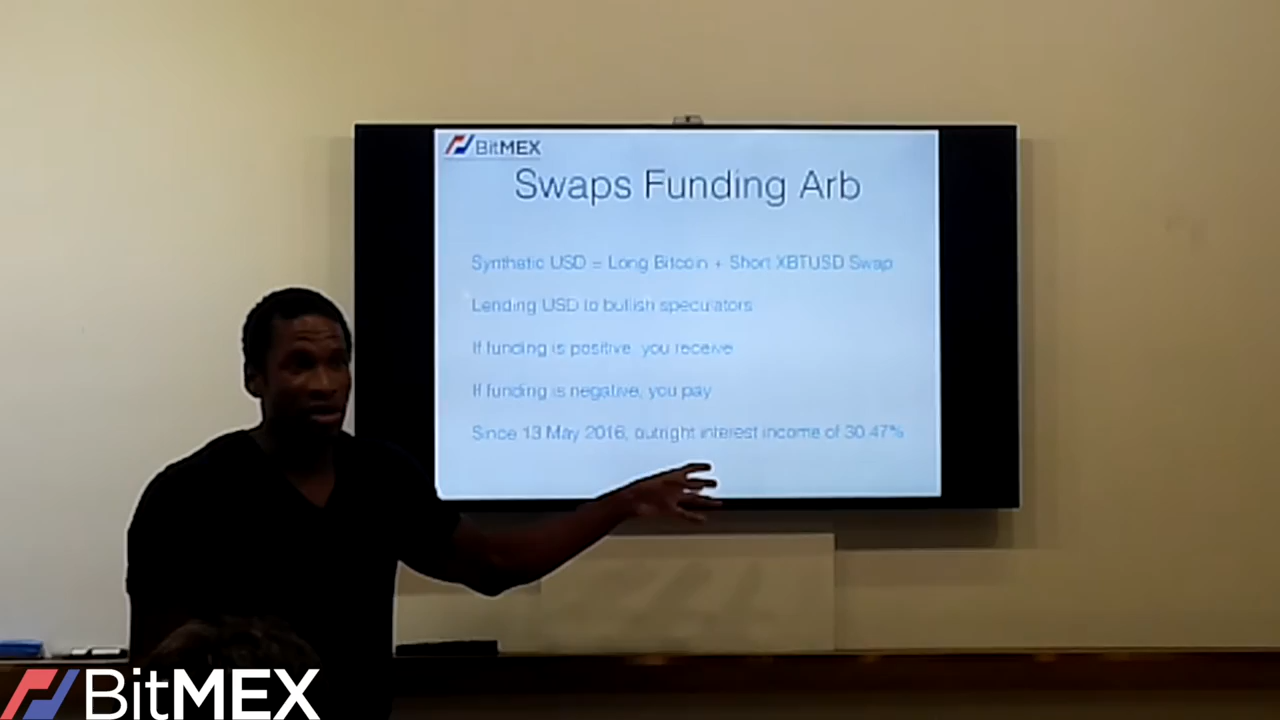 BitMEX
Swaps Funding Arb
Synthetic USD = Long Bitcoin + Short XBTUSD Swap
Lending USD to bullish speculators
If funding is positive, you receive
If funding is negative, you pay
Since 13 May 2016, outright interest income of 30.47%
BitMEX